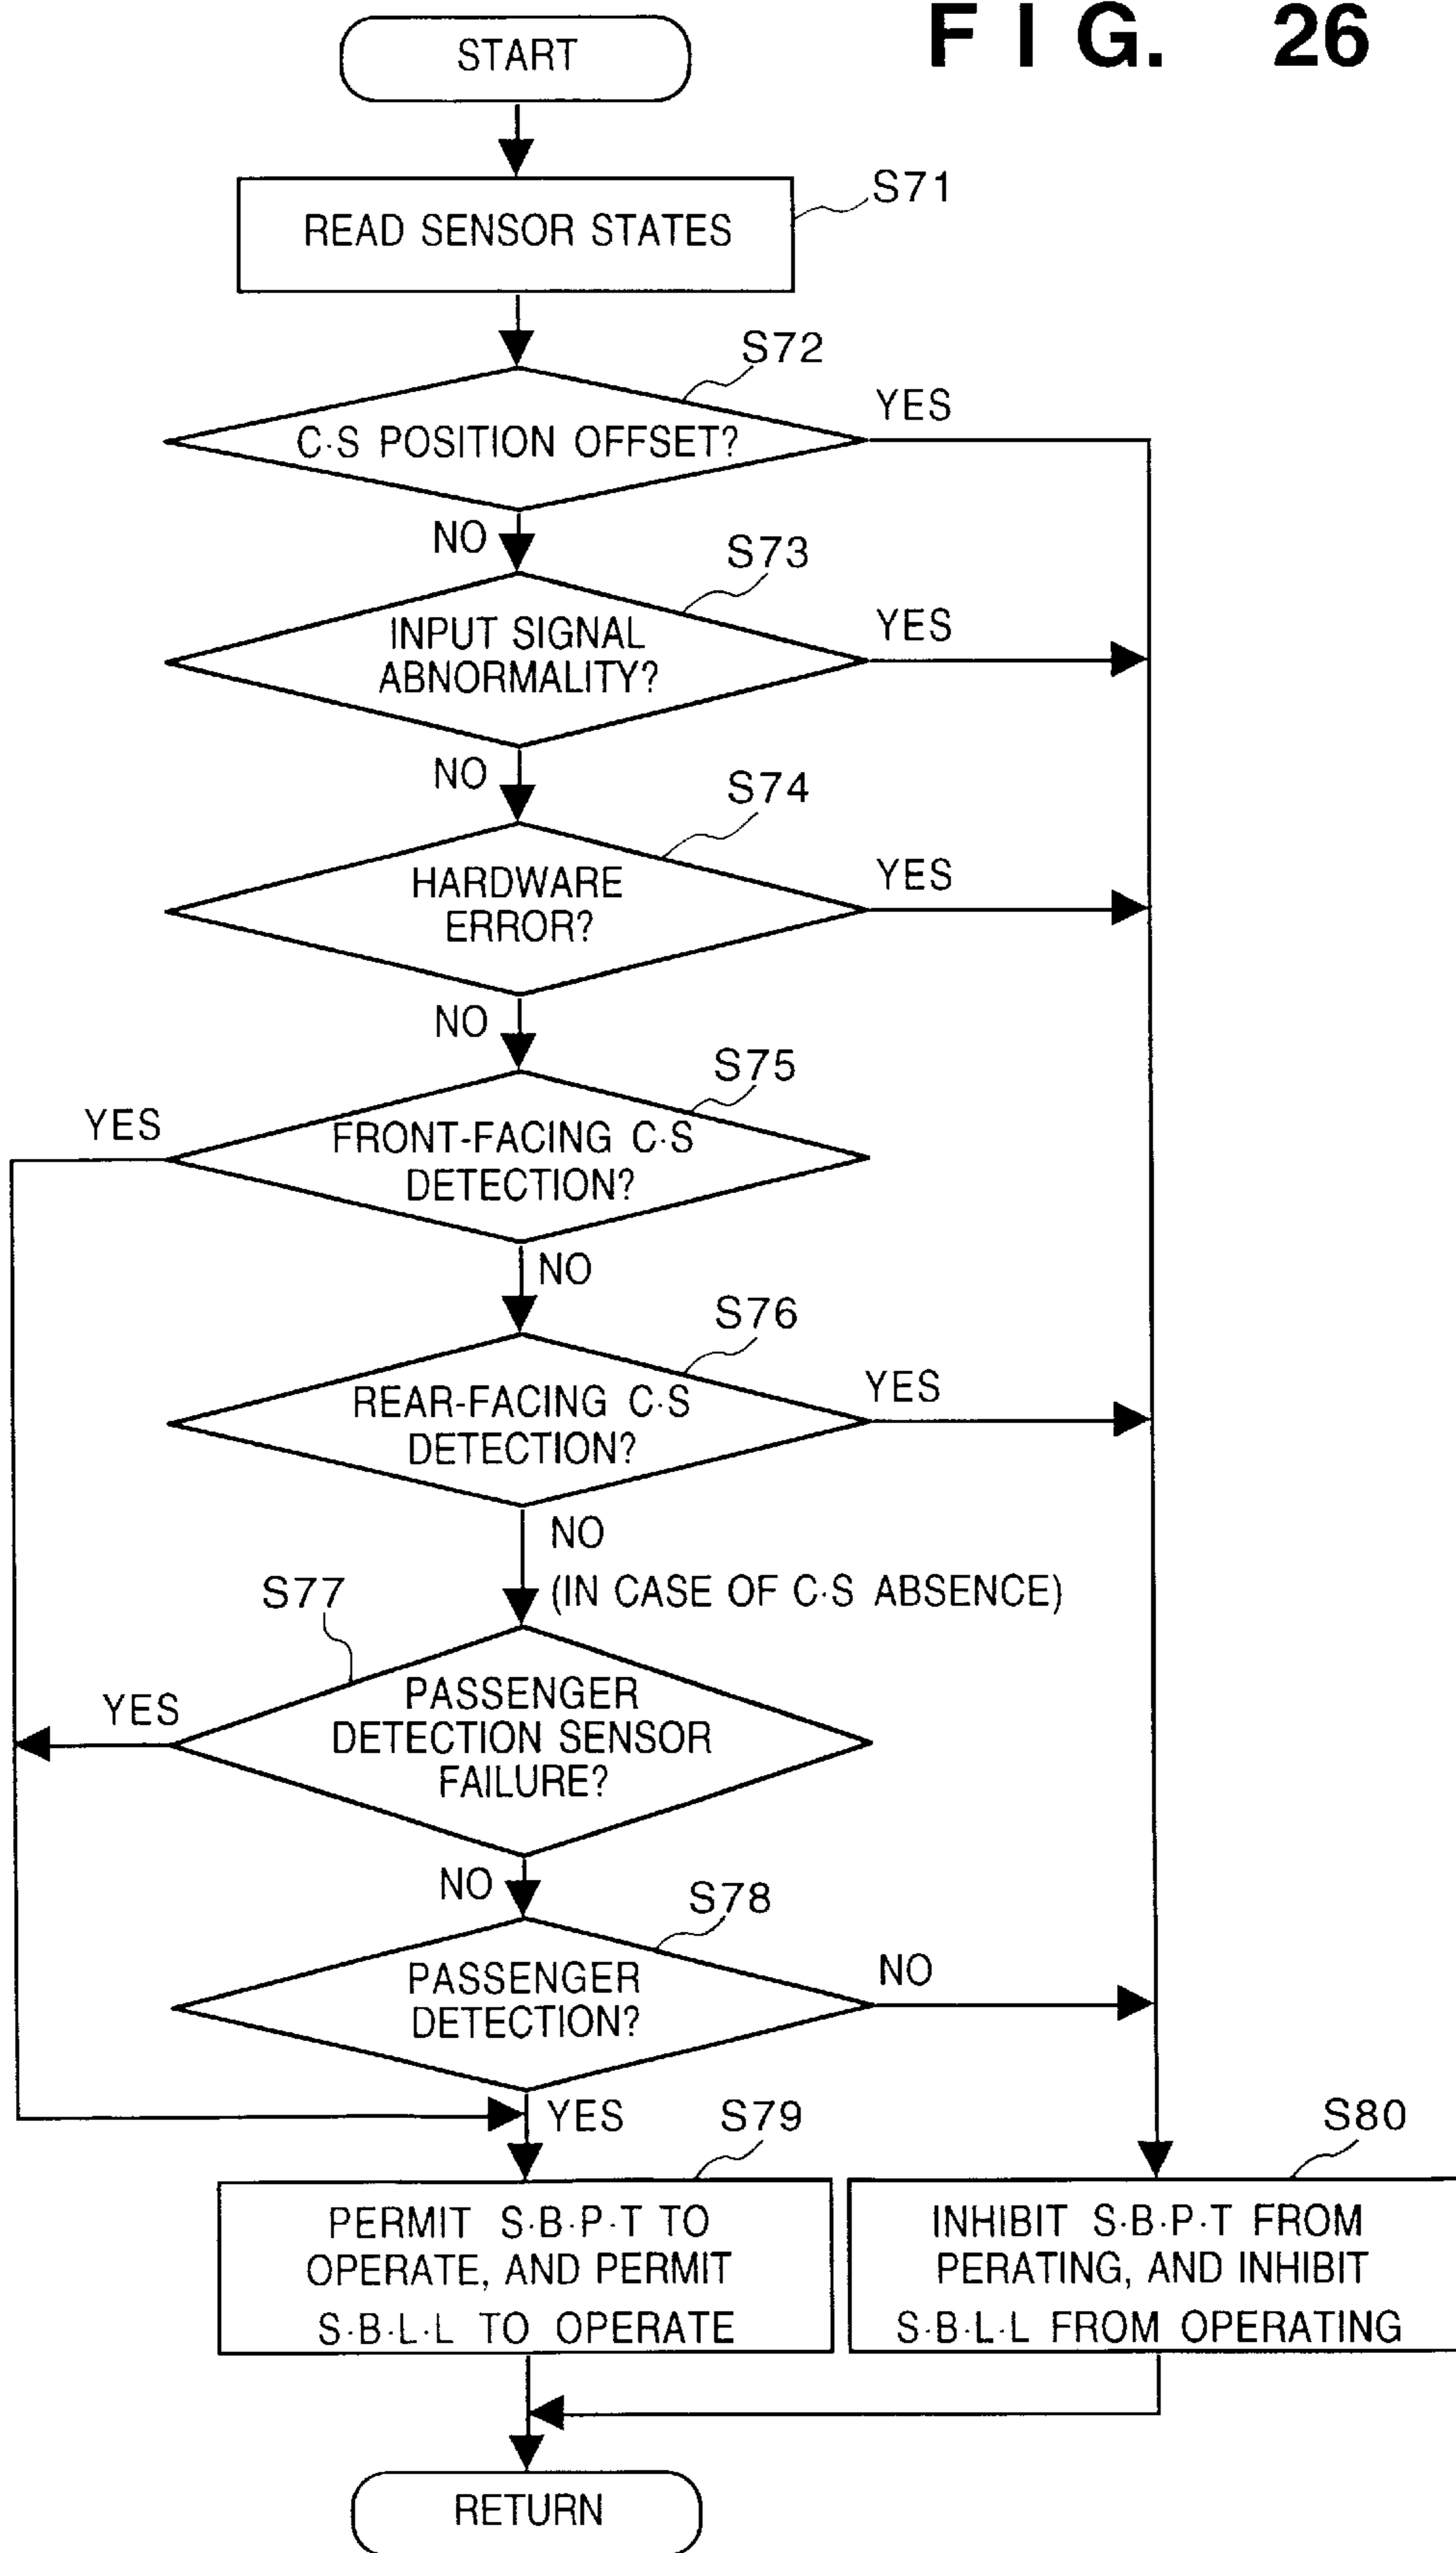 FIG. 26
START
S71
READ SENSOR STATES
S72
C·S POSITION OFFSET?
YES
NO
S73
INPUT SIGNAL
ABNORMALITY?
YES
NO
S74
HARDWARE
ERROR?
YES
NO
S75
YES
FRONT-FACING C·S
DETECTION?
NO
S76
REAR-FACING C·S
DETECTION?
YES
NO
(IN CASE OF C·S ABSENCE)
S77
YES
PASSENGER
DETECTION SENSOR
FAILURE?
NO
S78
PASSENGER
DETECTION?
NO
YES
S79
PERMIT S·B·P·T TO
OPERATE, AND PERMIT
S·B·L·L TO OPERATE
S80
INHIBIT S·B·P·T FROM
PERATING, AND INHIBIT
S·B·L·L FROM OPERATING
RETURN